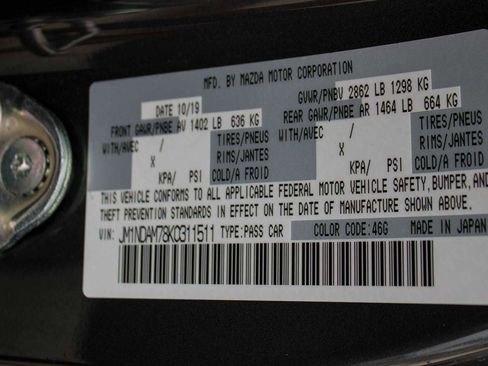 MFD. BY MAZDA MOTOR CORPORATION
DATE 10/19 GVWR/PNBV 2862 LB 1298 KG
FRONT GAWR/PNBE AV 1402 LB 636 KG REAR GAWR/PNBE AR 1464 LB 664 KG
WITH/AVEC / TIRES/PNEUS WITH/AVEC / TIRES/PNEUS
X RIMS/JANTES X RIMS/JANTES
KPA/ PSI COLD/A FROID KPA/ PSI COLD/A FROID
THIS VEHICLE CONFORMS TO ALL APPLICABLE FEDERAL MOTOR VEHICLE SAFETY, BUMPER, AND
THEFT PREVENTION STANDARDS IN EFFECT ON THE DATE OF MANUFACTURE SHOWN ABOVE.
VIN: JM1NDAM78K0311511 TYPE:PASS CAR COLOR CODE:46G MADE IN JAPAN